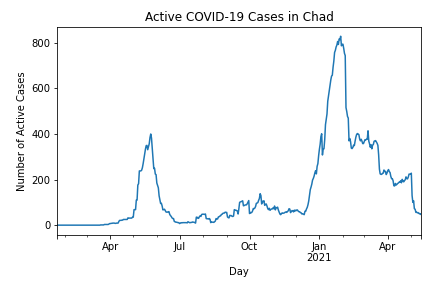 Active COVID-19 Cases in Chad
Number of Active Cases
800
600
400
200
0
Apr
Jul
Oct
Jan
2021
Apr
Day